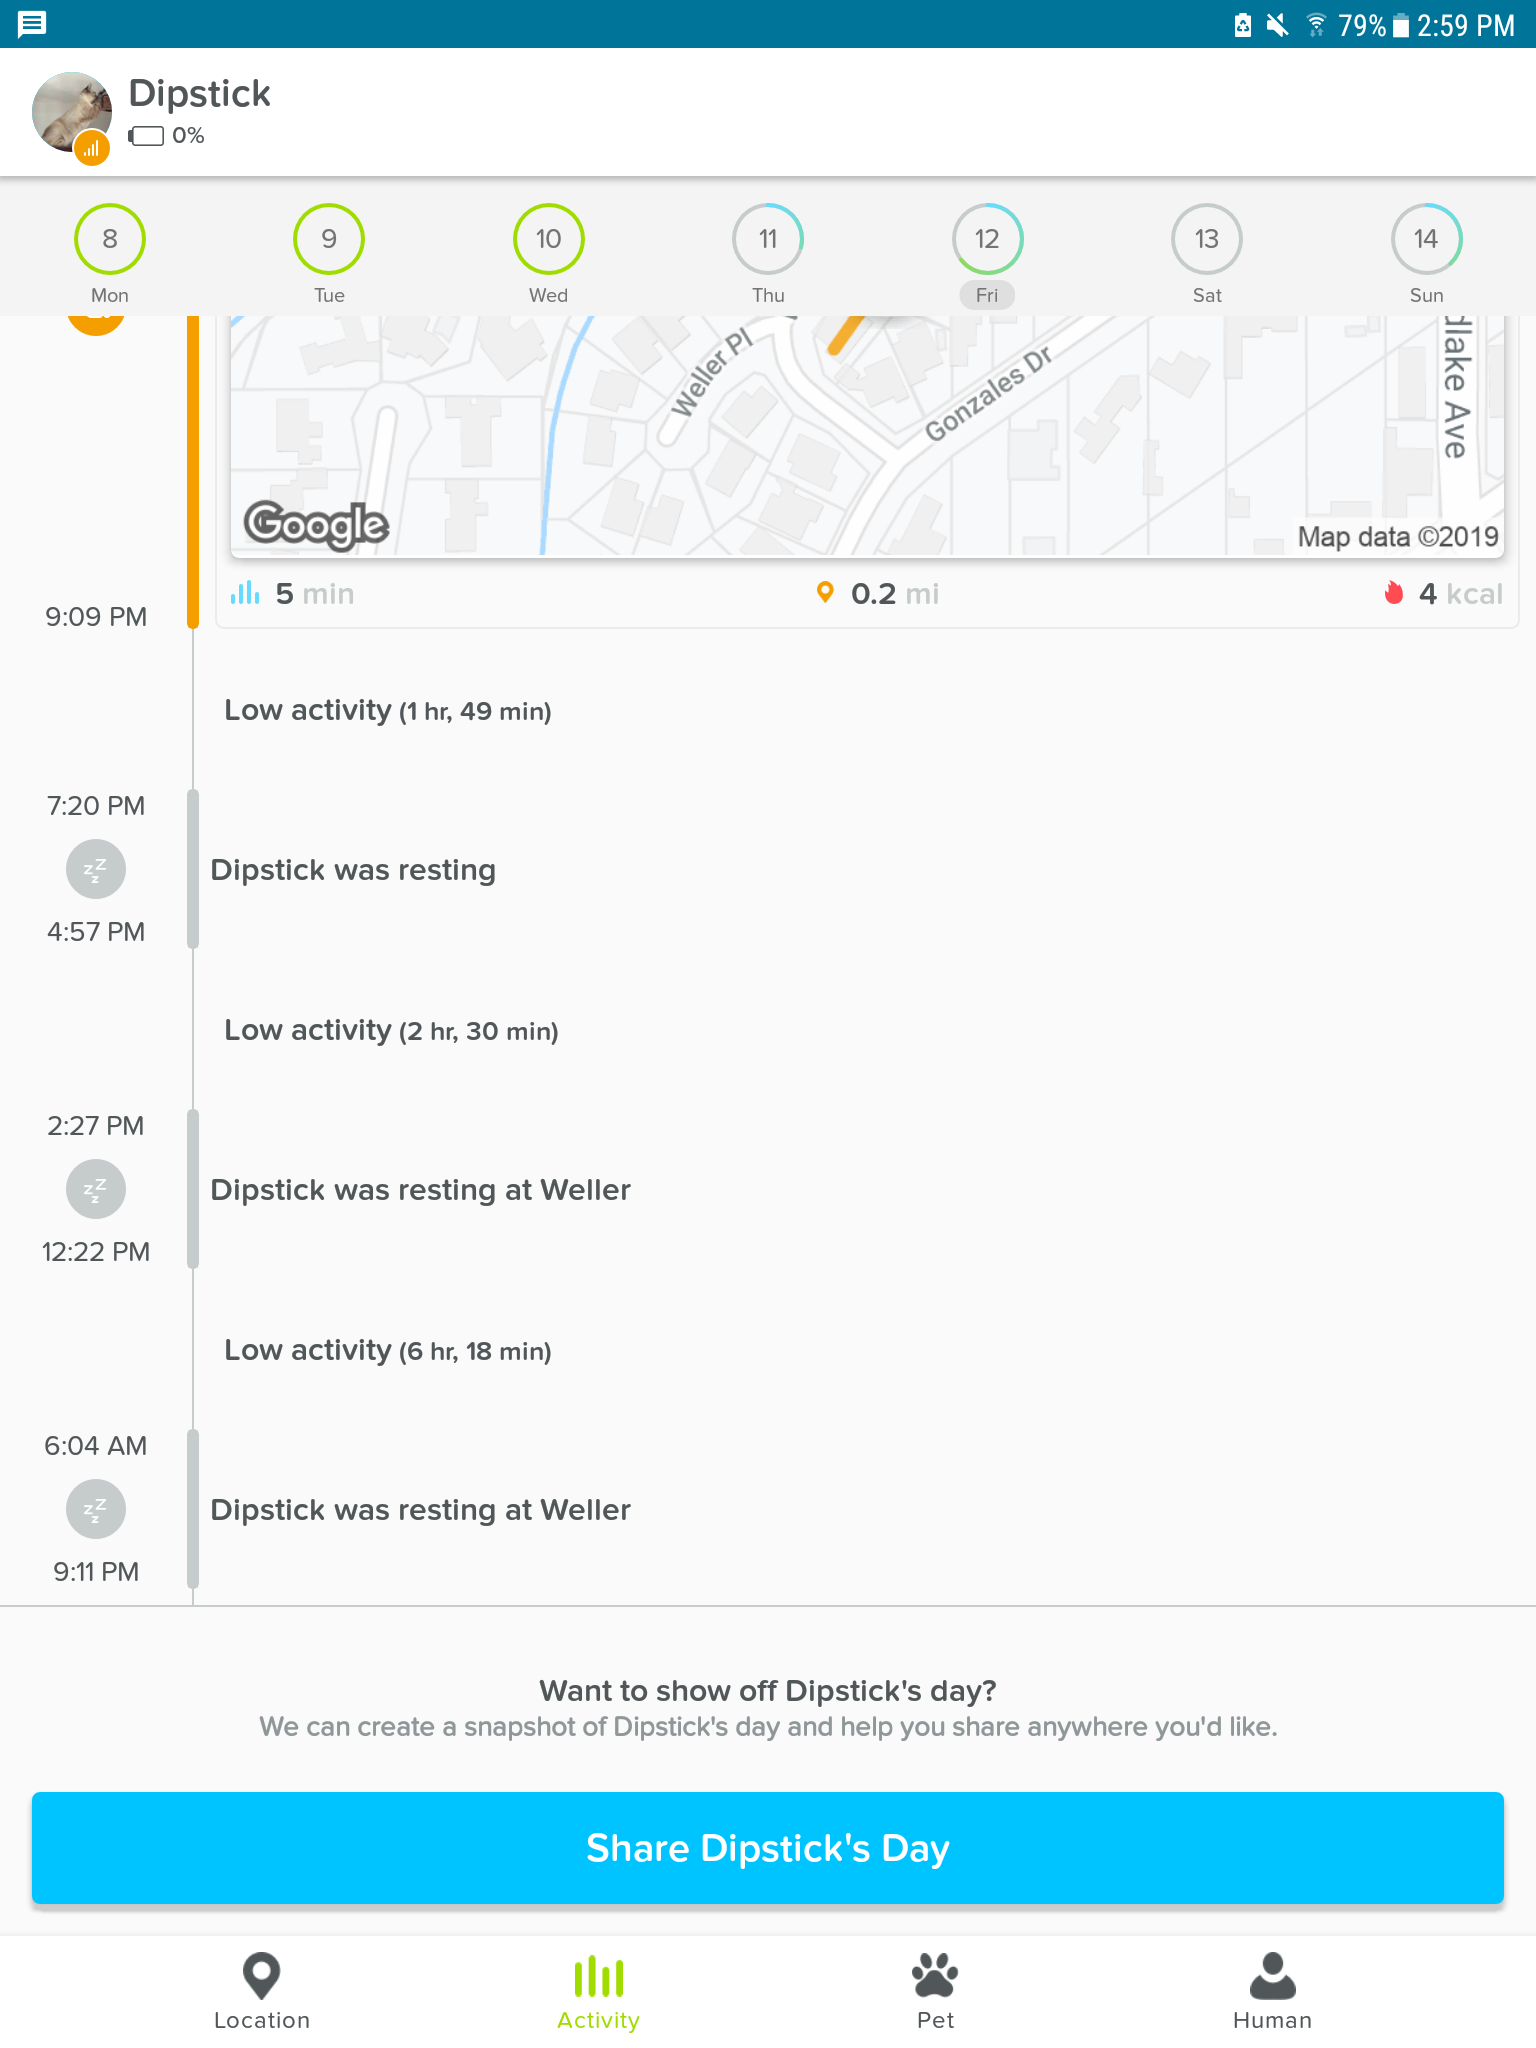 79% 2:59 PM
Dipstick
0%
8 9 10 11 12 13 14
Mon Tue Wed Thu Fri Sat Sun
Weller Pl
Gonzales Dr
dlake Ave
Google
Map data ©2019
5 min 0.2 mi 4 kcal
9:09 PM
Low activity (1 hr, 49 min)
7:20 PM
zzz
Dipstick was resting
4:57 PM
Low activity (2 hr, 30 min)
2:27 PM
zzz
Dipstick was resting at Weller
12:22 PM
Low activity (6 hr, 18 min)
6:04 AM
zzz
Dipstick was resting at Weller
9:11 PM
Want to show off Dipstick's day?
We can create a snapshot of Dipstick's day and help you share anywhere you'd like.
Share Dipstick's Day
Location Activity Pet Human